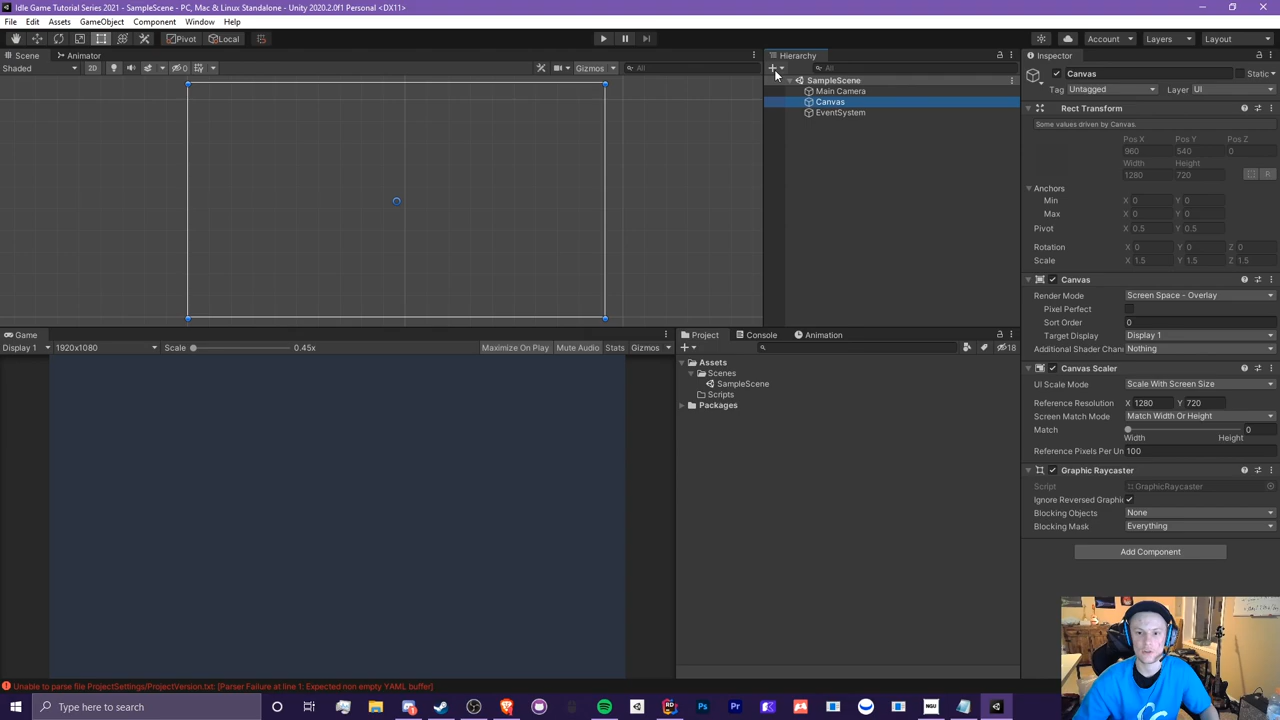 Idle Game Tutorial Series 2021 - SampleScene - PC, Mac & Linux Standalone - Unity 2020.2.0f1 Personal <DX11>
File Edit Assets GameObject Component Window Help
Pivot Local Account Layers Layout
Scene Animator
Shaded 2D 0 Gizmos All
Hierarchy
All
SampleScene
Main Camera
Canvas
EventSystem
Inspector
Canvas Static
Tag Untagged Layer UI
Rect Transform
Some values driven by Canvas.
Pos X Pos Y Pos Z
960 540 0
Width Height
1280 720
R
Anchors
Min X 0 Y 0
Max X 0 Y 0
Pivot X 0.5 Y 0.5
Rotation X 0 Y 0 Z 0
Scale X 1.5 Y 1.5 Z 1.5
Canvas
Render Mode Screen Space - Overlay
Pixel Perfect
Sort Order 0
Target Display Display 1
Additional Shader Chan Nothing
Canvas Scaler
UI Scale Mode Scale With Screen Size
Reference Resolution X 1280 Y 720
Screen Match Mode Match Width Or Height
Match 0
Width Height
Reference Pixels Per Un 100
Graphic Raycaster
Script GraphicRaycaster
Ignore Reversed Graphic
Blocking Objects None
Blocking Mask Everything
Add Component
Game
Display 1 1920x1080 Scale 0.45x Maximize On Play Mute Audio Stats Gizmos
Project Console Animation
18
Assets
Scenes
SampleScene
Scripts
Packages
Unable to parse file ProjectSettings/ProjectVersion.txt: [Parser Failure at line 1: Expected non empty YAML buffer]
Type here to search
RD Ps Pr NGU